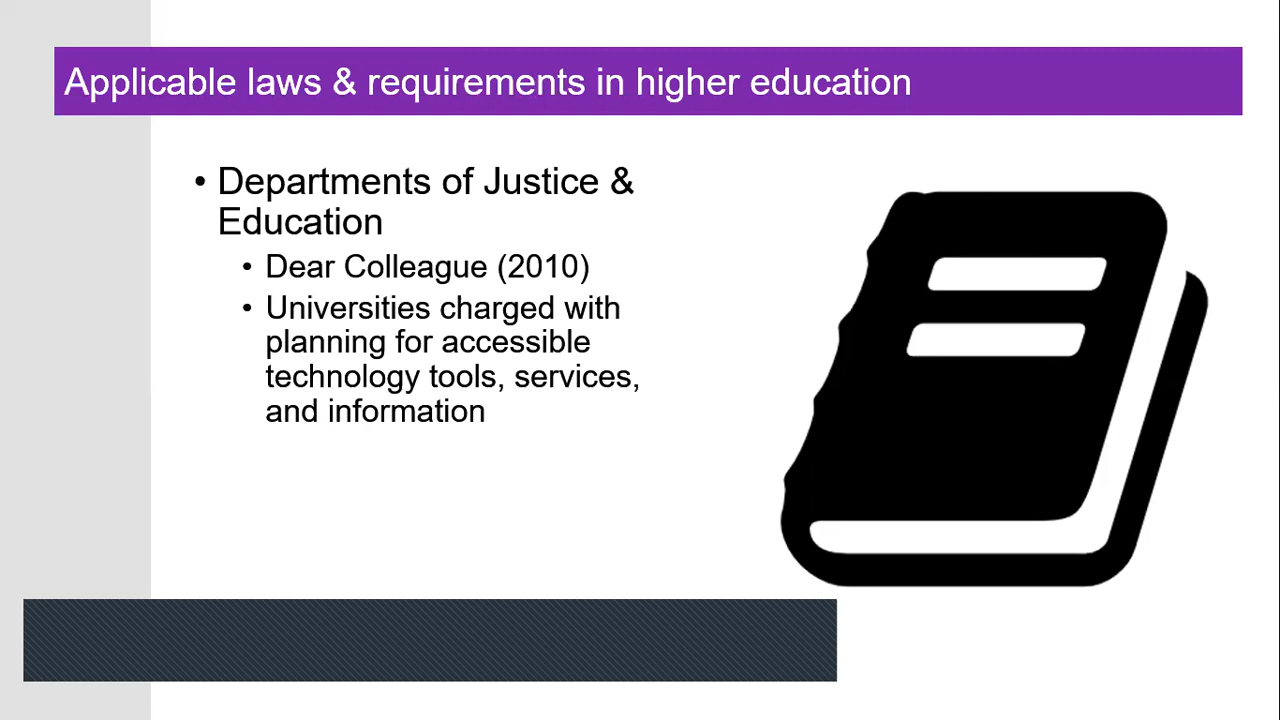 Applicable laws & requirements in higher education
• Departments of Justice &
Education
• Dear Colleague (2010)
• Universities charged with
planning for accessible
technology tools, services,
and information